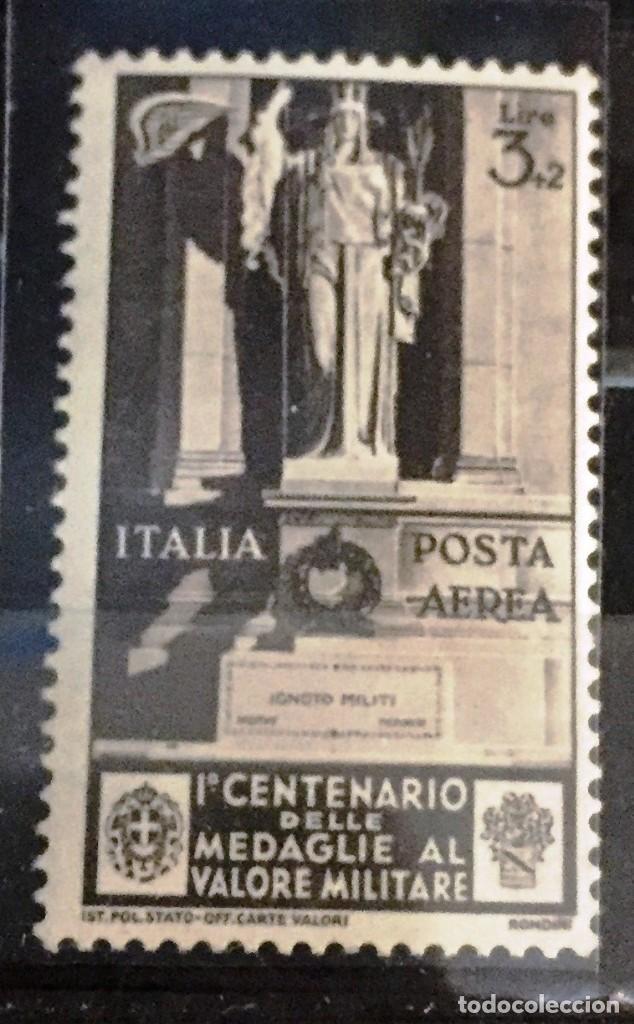 Lire
3+2
ITALIA
POSTA
AEREA
IGNOTO MILITI
I° CENTENARIO
DELLE
MEDAGLIE AL
VALORE MILITARE
IST. POL. STATO-OFF. CARTE VALORI
RONDINI
todocoleccion